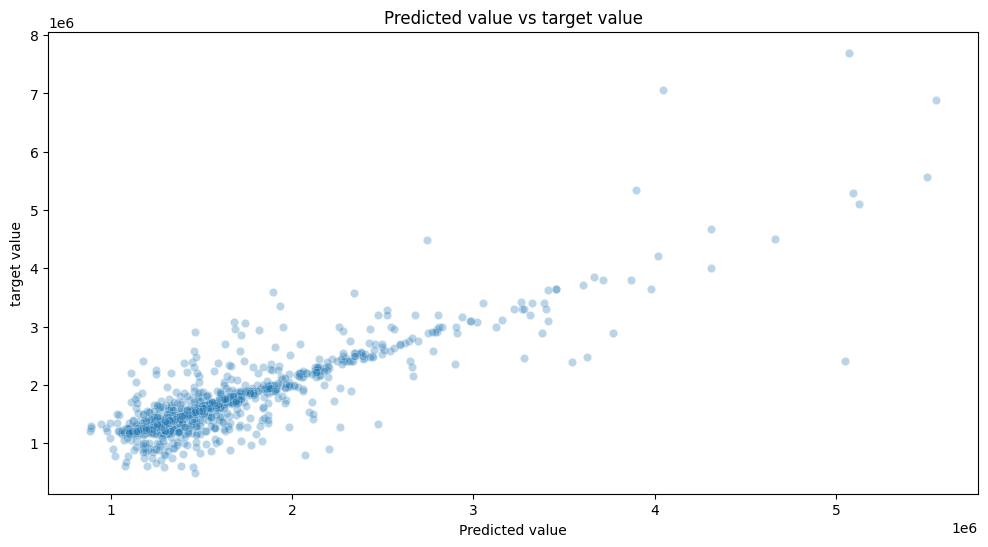 Predicted value vs target value
1e6
8
7
6
5
4
3
2
1
target value
1 2 3 4 5
Predicted value
1e6